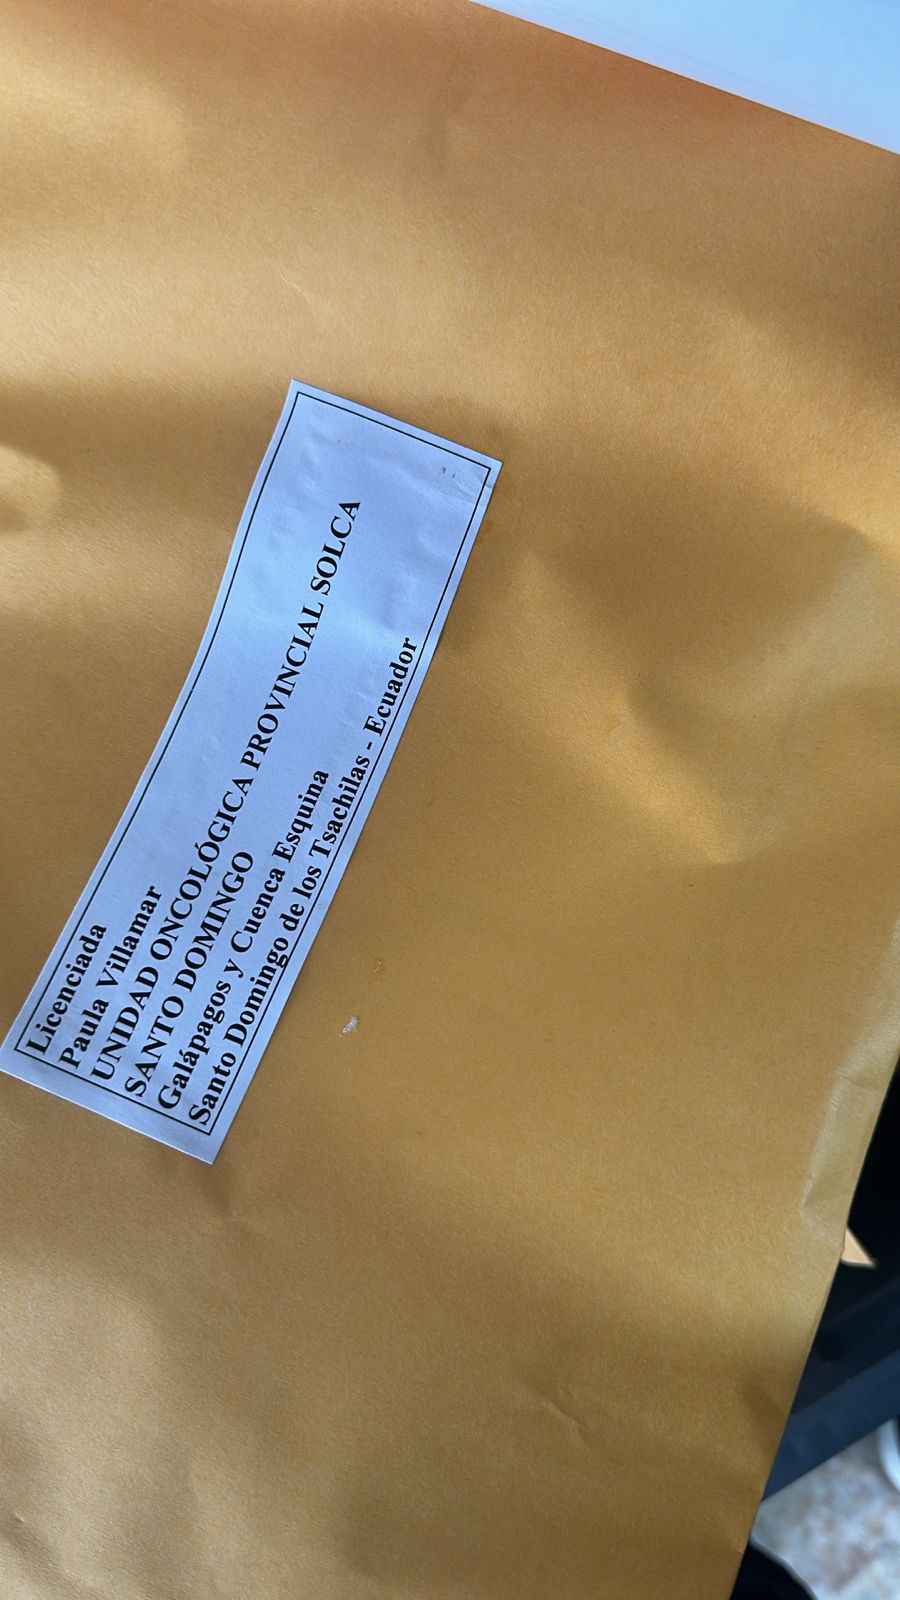 Licenciada
Paula Villamar
UNIDAD ONCOLÓGICA PROVINCIAL SOLCA
SANTO DOMINGO
Galápagos y Cuenca Esquina
Santo Domingo de los Tsachilas - Ecuador